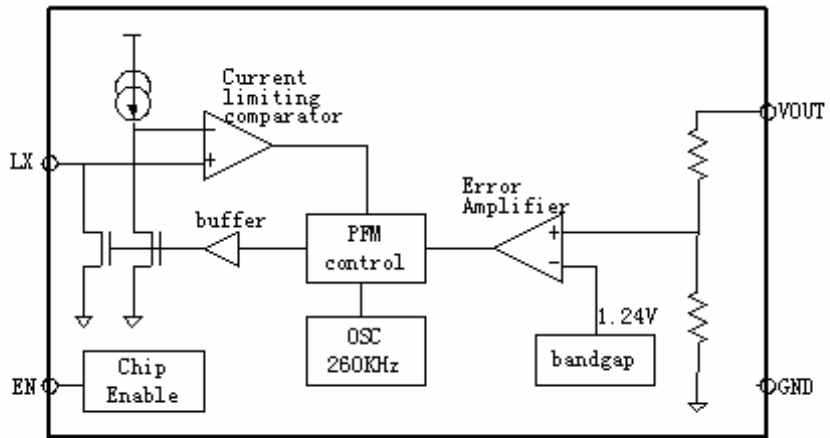 Current
limiting
comparator
-
+
LX
VOUT
Error
Amplifier
buffer
PFM
control
+
-
1.24V
OSC
260KHz
bandgap
Chip
Enable
EN
GND